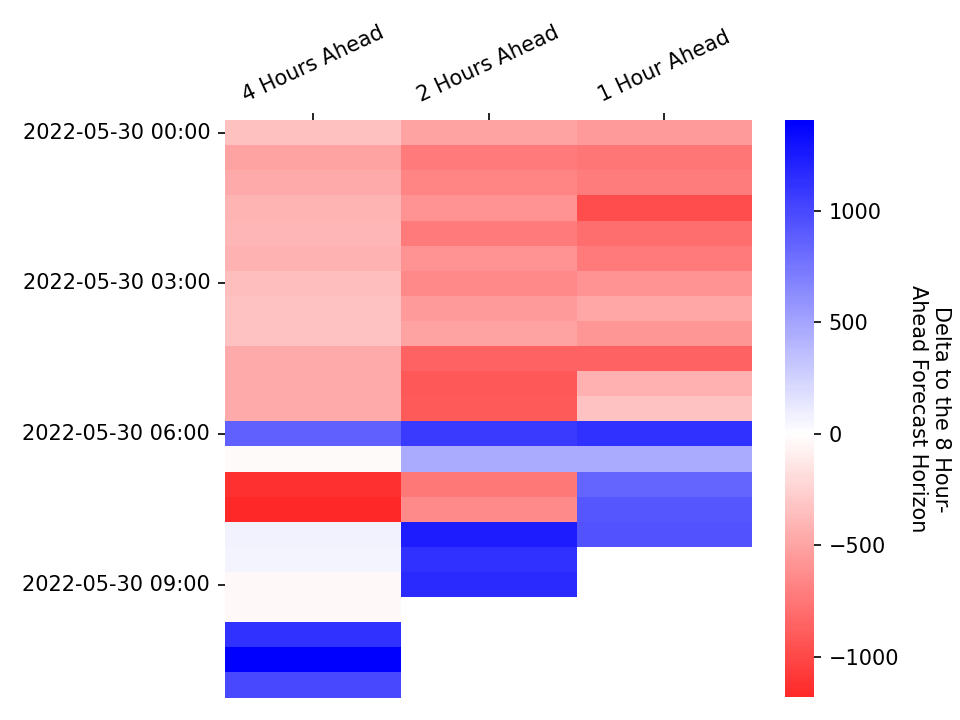 4 Hours Ahead
2 Hours Ahead
1 Hour Ahead
2022-05-30 00:00
2022-05-30 03:00
2022-05-30 06:00
2022-05-30 09:00
1000
500
0
−500
−1000
Delta to the 8 Hour-
Ahead Forecast Horizon